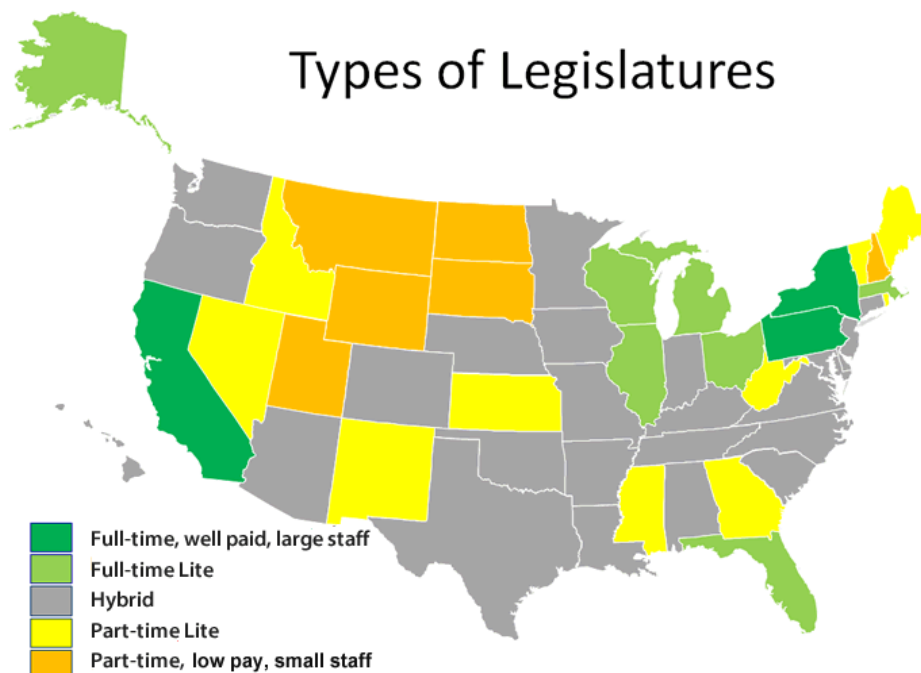 Types of Legislatures
Full-time, well paid, large staff
Full-time Lite
Hybrid
Part-time Lite
Part-time, low pay, small staff